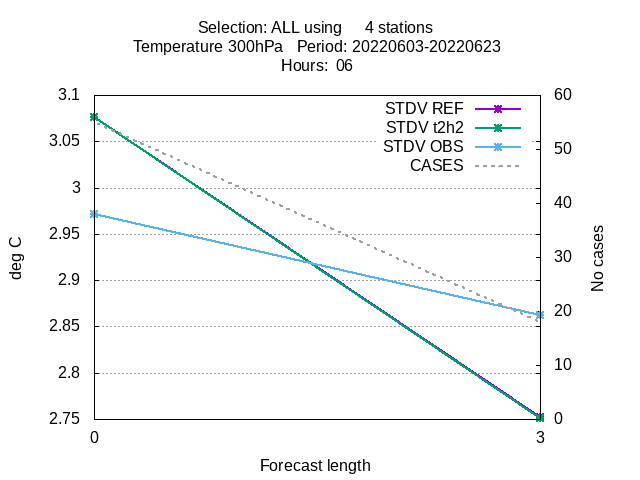 Selection: ALL using     4 stations
Temperature 300hPa   Period: 20220603-20220623
Hours:  06
3.1
3.05
3
2.95
2.9
2.85
2.8
2.75
deg C
STDV REF
STDV t2h2
STDV OBS
CASES
60
50
40
30
20
10
0
No cases
0
3
Forecast length